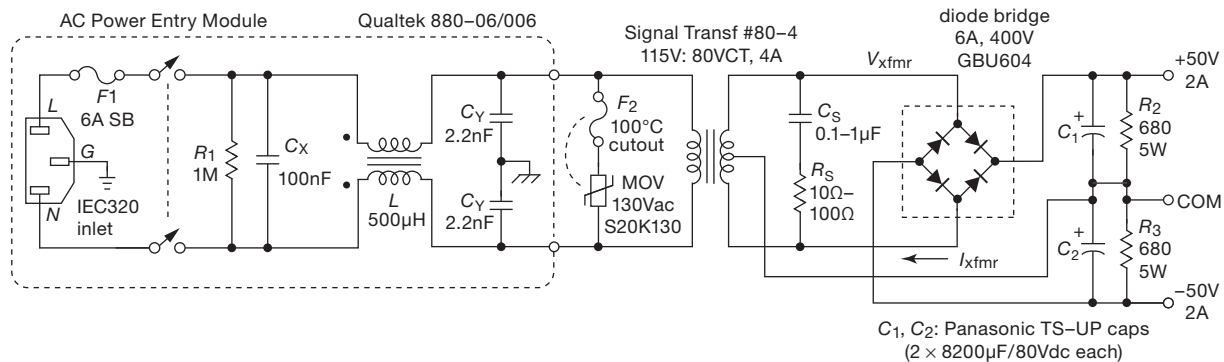 AC Power Entry Module
Qualtek 880–06/006
F1
6A SB
L
G
N
IEC320
inlet
R1
1M
CX
100nF
L
500μH
CY
2.2nF
CY
2.2nF
F2
100°C
cutout
MOV
130Vac
S20K130
Signal Transf #80–4
115V: 80VCT, 4A
CS
0.1–1μF
RS
10Ω–
100Ω
Vxfmr
Ixfmr
diode bridge
6A, 400V
GBU604
+
C1
+
C2
R2
680
5W
R3
680
5W
+50V
2A
COM
–50V
2A
C1, C2: Panasonic TS–UP caps
(2 × 8200μF/80Vdc each)